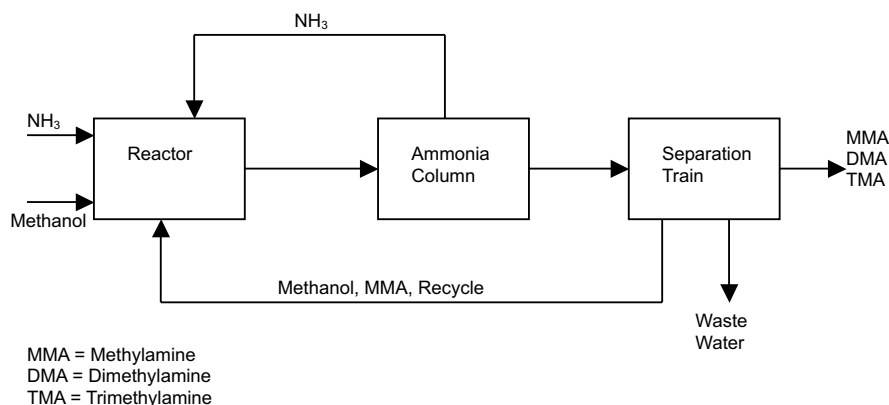 NH₃
NH₃
Methanol
Reactor
Ammonia
Column
Separation
Train
MMA
DMA
TMA
Methanol, MMA, Recycle
Waste
Water
MMA = Methylamine
DMA = Dimethylamine
TMA = Trimethylamine